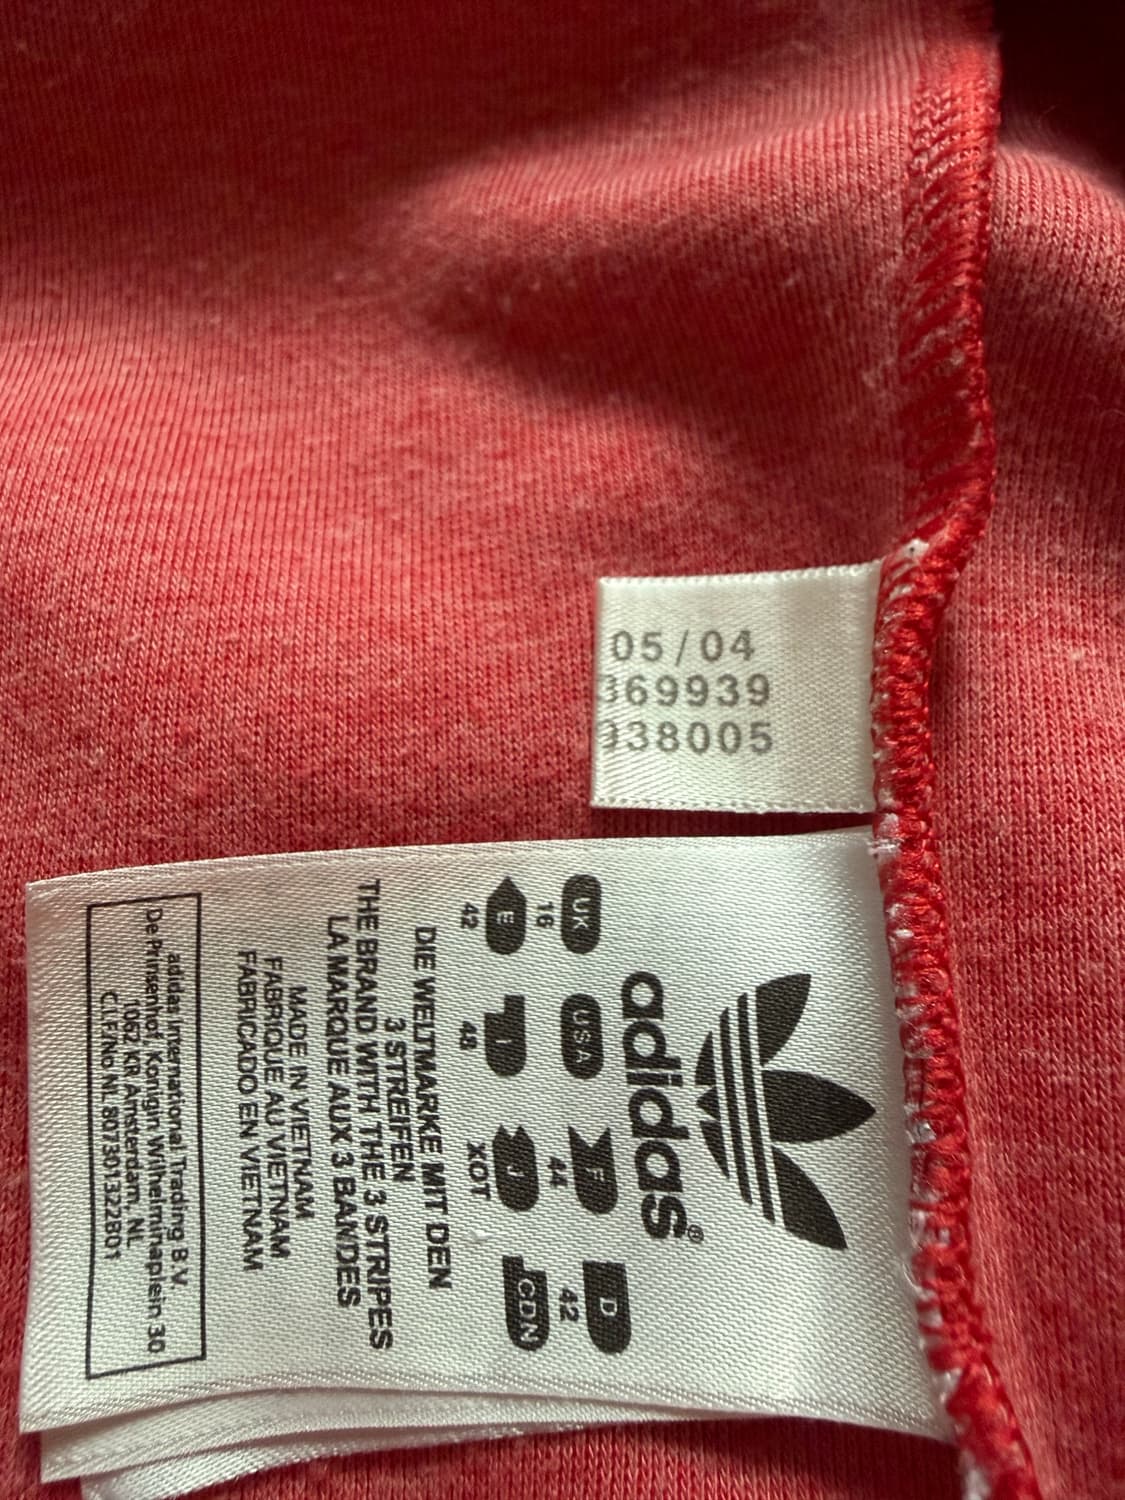 05/04
369939
938005
adidas®
UK USA F D
16 44 42
E I J CDN
42 48 XOT
DIE WELTMARKE MIT DEN
3 STREIFEN
THE BRAND WITH THE 3 STRIPES
LA MARQUE AUX 3 BANDES
MADE IN VIETNAM
FABRIQUE AU VIETNAM
FABRICADO EN VIETNAM
adidas International Trading B.V.
De Prinsenhof, Konigin Wilhelminaplein 30
1062 KR Amsterdam, NL
CI.F/No NL 807301322B01